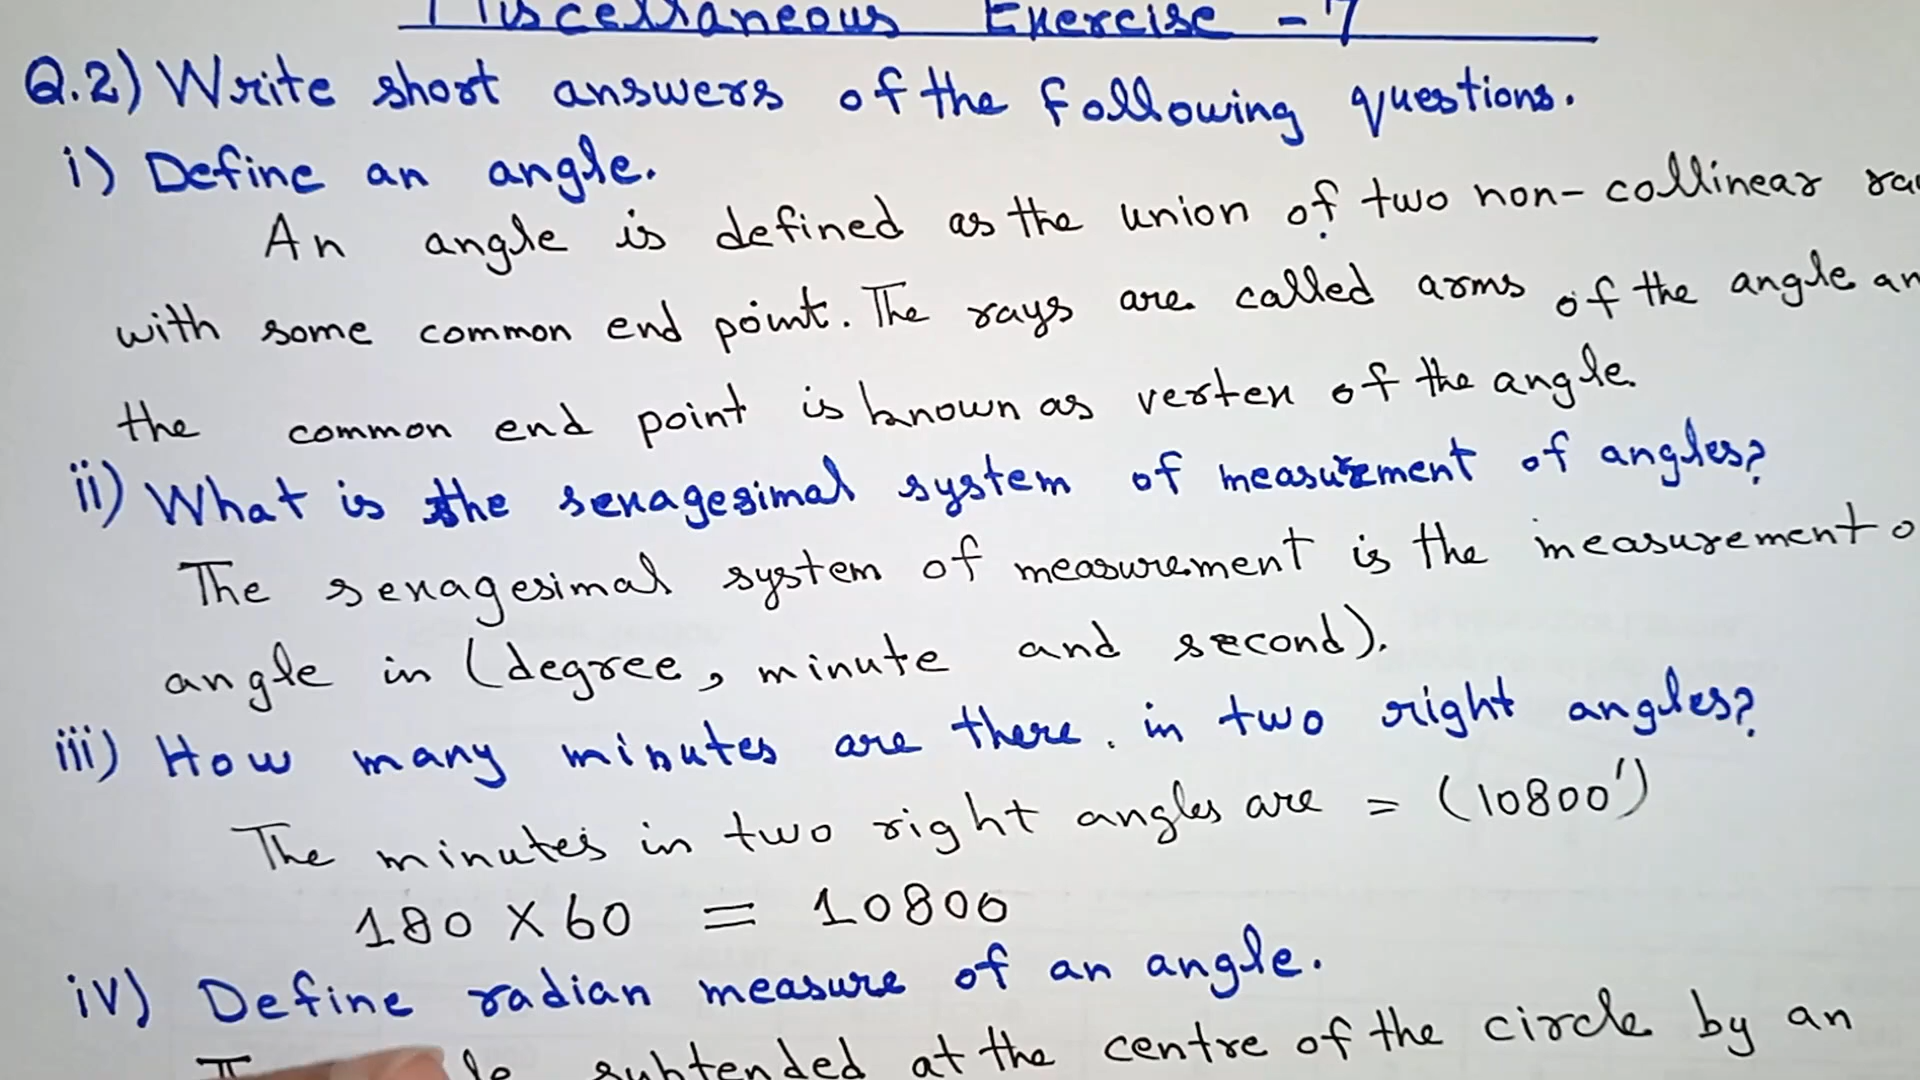 Miscellaneous Exercise - 7
Q.2) Write short answers of the following questions.
i) Define an angle.
An angle is defined as the union of two non-collinear
with some common end point. The rays are called arms of the angle
the common end point is known as vertex of the angle.
ii) What is the sexagesimal system of measurement of angles?
The sexagesimal system of measurement is the measurement
angle in (degree, minute and second).
iii) How many minutes are there in two right angles?
The minutes in two right angles are = (10800')
180 X 60 = 10800
iv) Define radian measure of an angle.
subtended at the centre of the circle by an